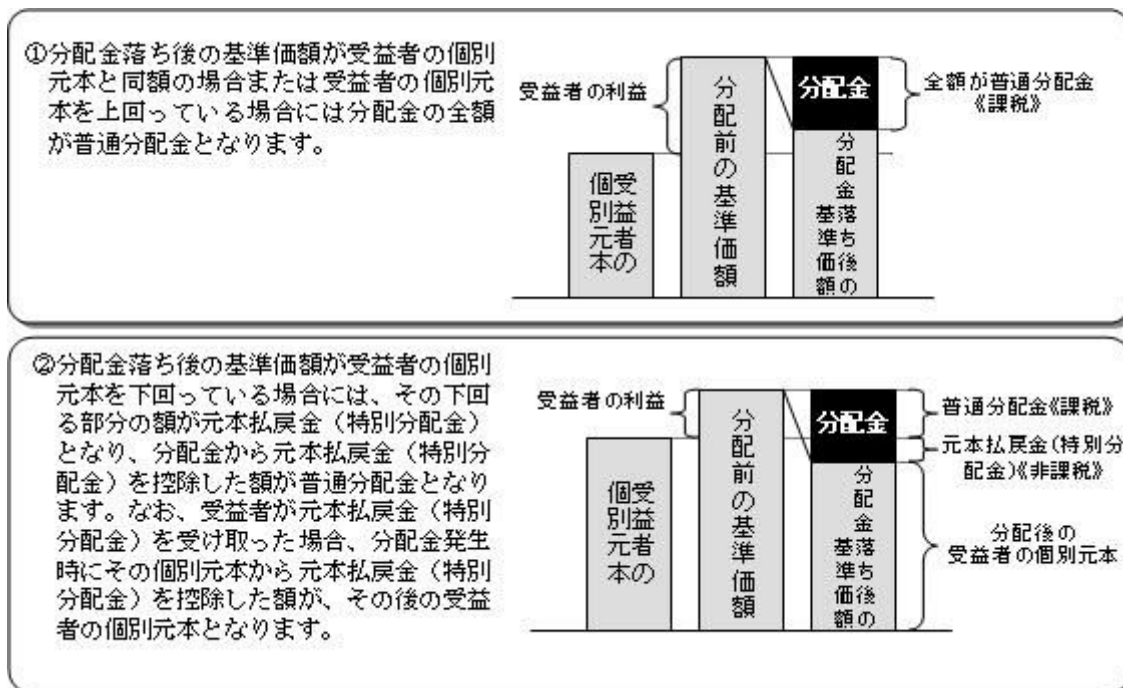 ①分配金落ち後の基準価額が受益者の個別
元本と同額の場合または受益者の個別元
本を上回っている場合には分配金の全額
が普通分配金となります。
受益者の利益
受益者の
個別元本
分配前の基準価額
分配金
分配金
落ち後の
基準価額
全額が普通分配金
《課税》
②分配金落ち後の基準価額が受益者の個別
元本を下回っている場合には、その下回
る部分の額が元本払戻金（特別分配金）
となり、分配金から元本払戻金（特別分
配金）を控除した額が普通分配金となり
ます。なお、受益者が元本払戻金（特別
分配金）を受け取った場合、分配金発生
時にその個別元本から元本払戻金（特別
分配金）を控除した額が、その後の受益
者の個別元本となります。
受益者の利益
受益者の
個別元本
分配前の基準価額
分配金
分配金
落ち後の
基準価額
普通分配金《課税》
元本払戻金(特別分
配金)《非課税》
分配後の
受益者の個別元本